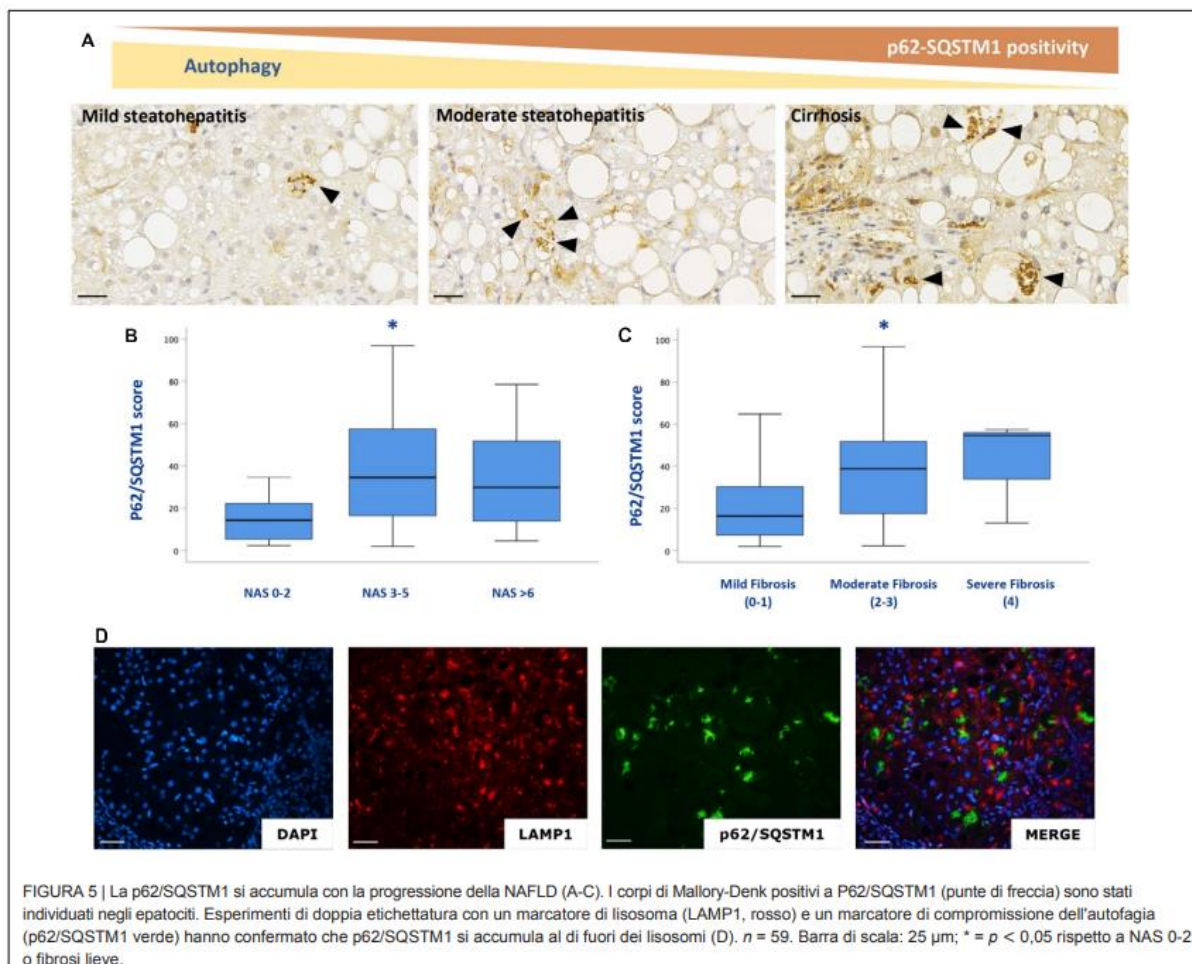 A
p62-SQSTM1 positivity
Autophagy
Mild steatohepatitis
Moderate steatohepatitis
Cirrhosis
B
*
P62/SQSTM1 score
100
80
60
40
20
0
NAS 0-2
NAS 3-5
NAS >6
C
*
P62/SQSTM1 score
100
80
60
40
20
0
Mild Fibrosis
(0-1)
Moderate Fibrosis
(2-3)
Severe Fibrosis
(4)
D
DAPI
LAMP1
p62/SQSTM1
MERGE
FIGURA 5 | La p62/SQSTM1 si accumula con la progressione della NAFLD (A-C). I corpi di Mallory-Denk positivi a P62/SQSTM1 (punte di freccia) sono stati
individuati negli epatociti. Esperimenti di doppia etichettatura con un marcatore di lisosoma (LAMP1, rosso) e un marcatore di compromissione dell'autofagia
(p62/SQSTM1 verde) hanno confermato che p62/SQSTM1 si accumula al di fuori dei lisosomi (D). n = 59. Barra di scala: 25 μm; * = p < 0,05 rispetto a NAS 0-2
o fibrosi lieve.